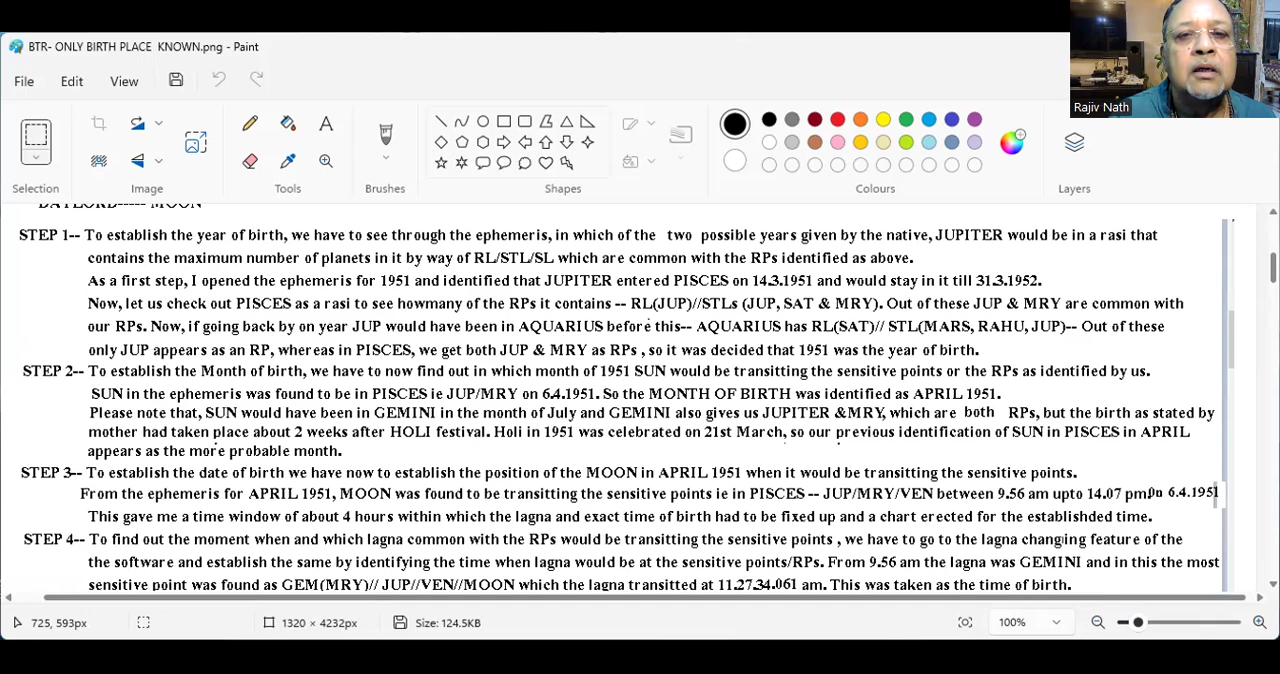 BTR- ONLY BIRTH PLACE KNOWN.png - Paint
Rajiv Nath
File Edit View
Selection Image Tools Brushes Shapes Colours Layers
DAYLORD----- MOON
STEP 1-- To establish the year of birth, we have to see through the ephemeris, in which of the two possible years given by the native, JUPITER would be in a rasi that
contains the maximum number of planets in it by way of RL/STL/SL which are common with the RPs identified as above.
As a first step, I opened the ephemeris for 1951 and identified that JUPITER entered PISCES on 14.3.1951 and would stay in it till 31.3.1952.
Now, let us check out PISCES as a rasi to see howmany of the RPs it contains -- RL(JUP)//STLs (JUP, SAT & MRY). Out of these JUP & MRY are common with
our RPs. Now, if going back by on year JUP would have been in AQUARIUS before this-- AQUARIUS has RL(SAT)// STL(MARS, RAHU, JUP)-- Out of these
only JUP appears as an RP, whereas in PISCES, we get both JUP & MRY as RPs , so it was decided that 1951 was the year of birth.
STEP 2-- To establish the Month of birth, we have to now find out in which month of 1951 SUN would be transitting the sensitive points or the RPs as identified by us.
SUN in the ephemeris was found to be in PISCES ie JUP/MRY on 6.4.1951. So the MONTH OF BIRTH was identified as APRIL 1951.
Please note that, SUN would have been in GEMINI in the month of July and GEMINI also gives us JUPITER &MRY, which are both RPs, but the birth as stated by
mother had taken place about 2 weeks after HOLI festival. Holi in 1951 was celebrated on 21st March, so our previous identification of SUN in PISCES in APRIL
appears as the more probable month.
STEP 3-- To establish the date of birth we have now to establish the position of the MOON in APRIL 1951 when it would be transitting the sensitive points.
From the ephemeris for APRIL 1951, MOON was found to be transitting the sensitive points ie in PISCES -- JUP/MRY/VEN between 9.56 am upto 14.07 pm on 6.4.1951
This gave me a time window of about 4 hours within which the lagna and exact time of birth had to be fixed up and a chart erected for the establishded time.
STEP 4-- To find out the moment when and which lagna common with the RPs would be transitting the sensitive points , we have to go to the lagna changing feature of the
the software and establish the same by identifying the time when lagna would be at the sensitive points/RPs. From 9.56 am the lagna was GEMINI and in this the most
sensitive point was found as GEM(MRY)// JUP//VEN//MOON which the lagna transitted at 11.27.34.061 am. This was taken as the time of birth.
725, 593px 1320 × 4232px Size: 124.5KB 100%